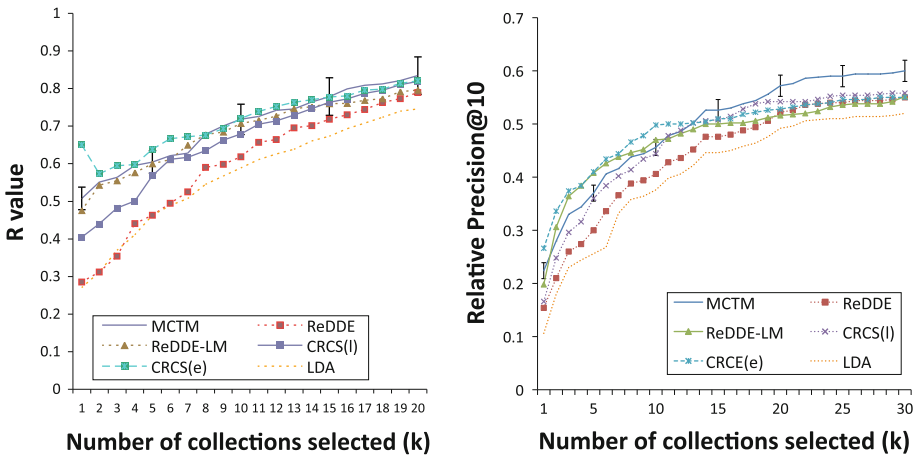 1
0.9
0.8
0.7
0.6
0.5
0.4
0.3
0.2
0.1
0
R value
MCTM ReDDE
ReDDE-LM CRCS(l)
CRCS(e) LDA
1 2 3 4 5 6 7 8 9 10 11 12 13 14 15 16 17 18 19 20
Number of collections selected (k)
0.7
0.6
0.5
0.4
0.3
0.2
0.1
0
Relative Precision@10
MCTM ReDDE
ReDDE-LM CRCS(l)
CRCE(e) LDA
1 5 10 15 20 25 30
Number of collections selected (k)